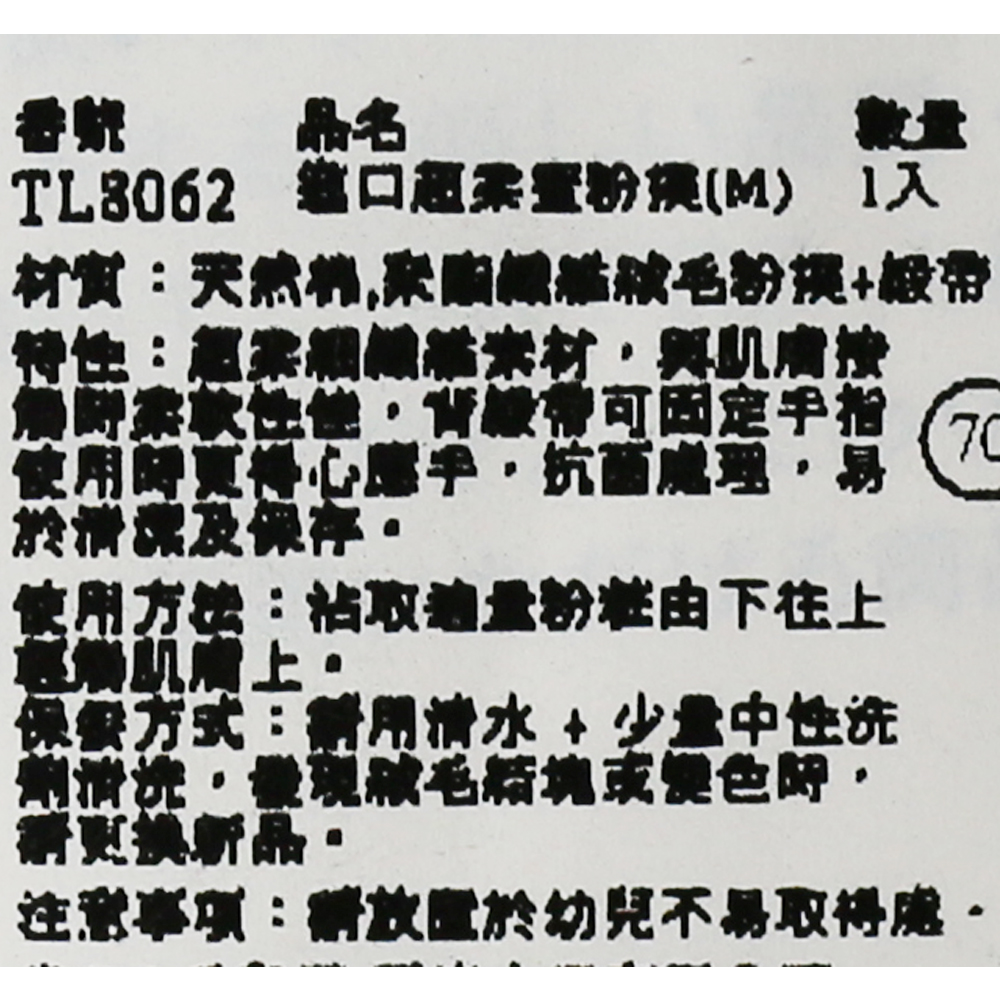 番號 品名 數量
TL8062 進口超柔蜜粉撲(M) 1入
材質：天然棉,聚酯纖維絨毛粉撲+緞帶
特性：超柔細纖維素材，與肌膚接
觸時柔軟性佳，背緞帶可固定手指
使用時更得心應手，抗菌處理，易
於清潔及保存。
使用方法：沾取適量粉粧由下往上
輕觸肌膚上。
保養方式：請用清水+少量中性洗
劑清洗，發現絨毛結塊或變色時，
請更換新品。
注意事項：請放置於幼兒不易取得處。
70